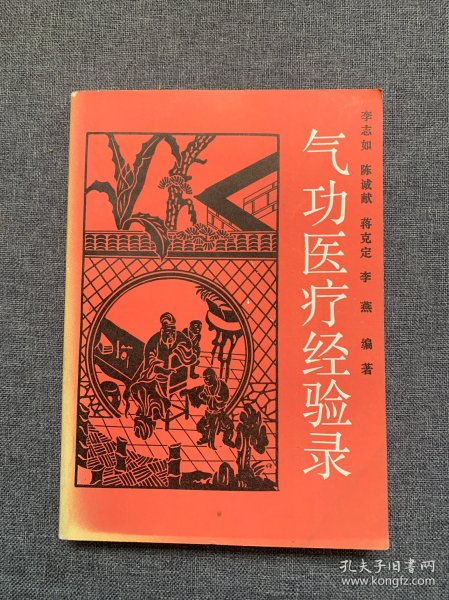 气功医疗经验录
李志如 陈诚献 蒋克定 李燕 编著
孔夫子旧书网
www.kongfz.com